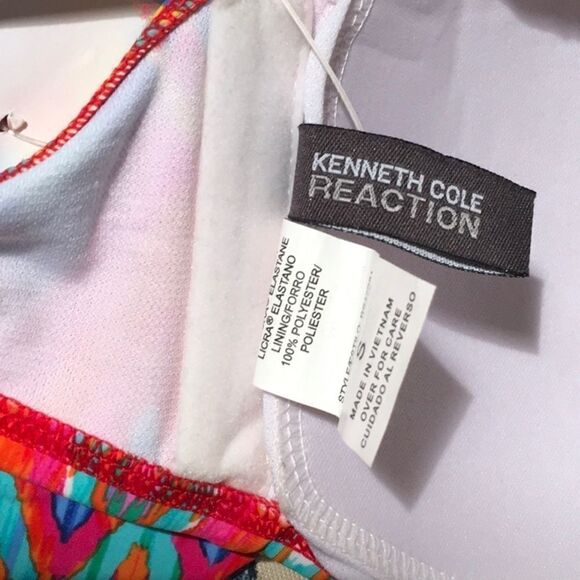 KENNETH COLE
REACTION
ELASTANE
LICRA® ELASTANO
LINING/FORRO
100% POLYESTER/
POLIESTER
S
MADE IN VIETNAM
OVER FOR CARE
CUIDADO AL REVERSO